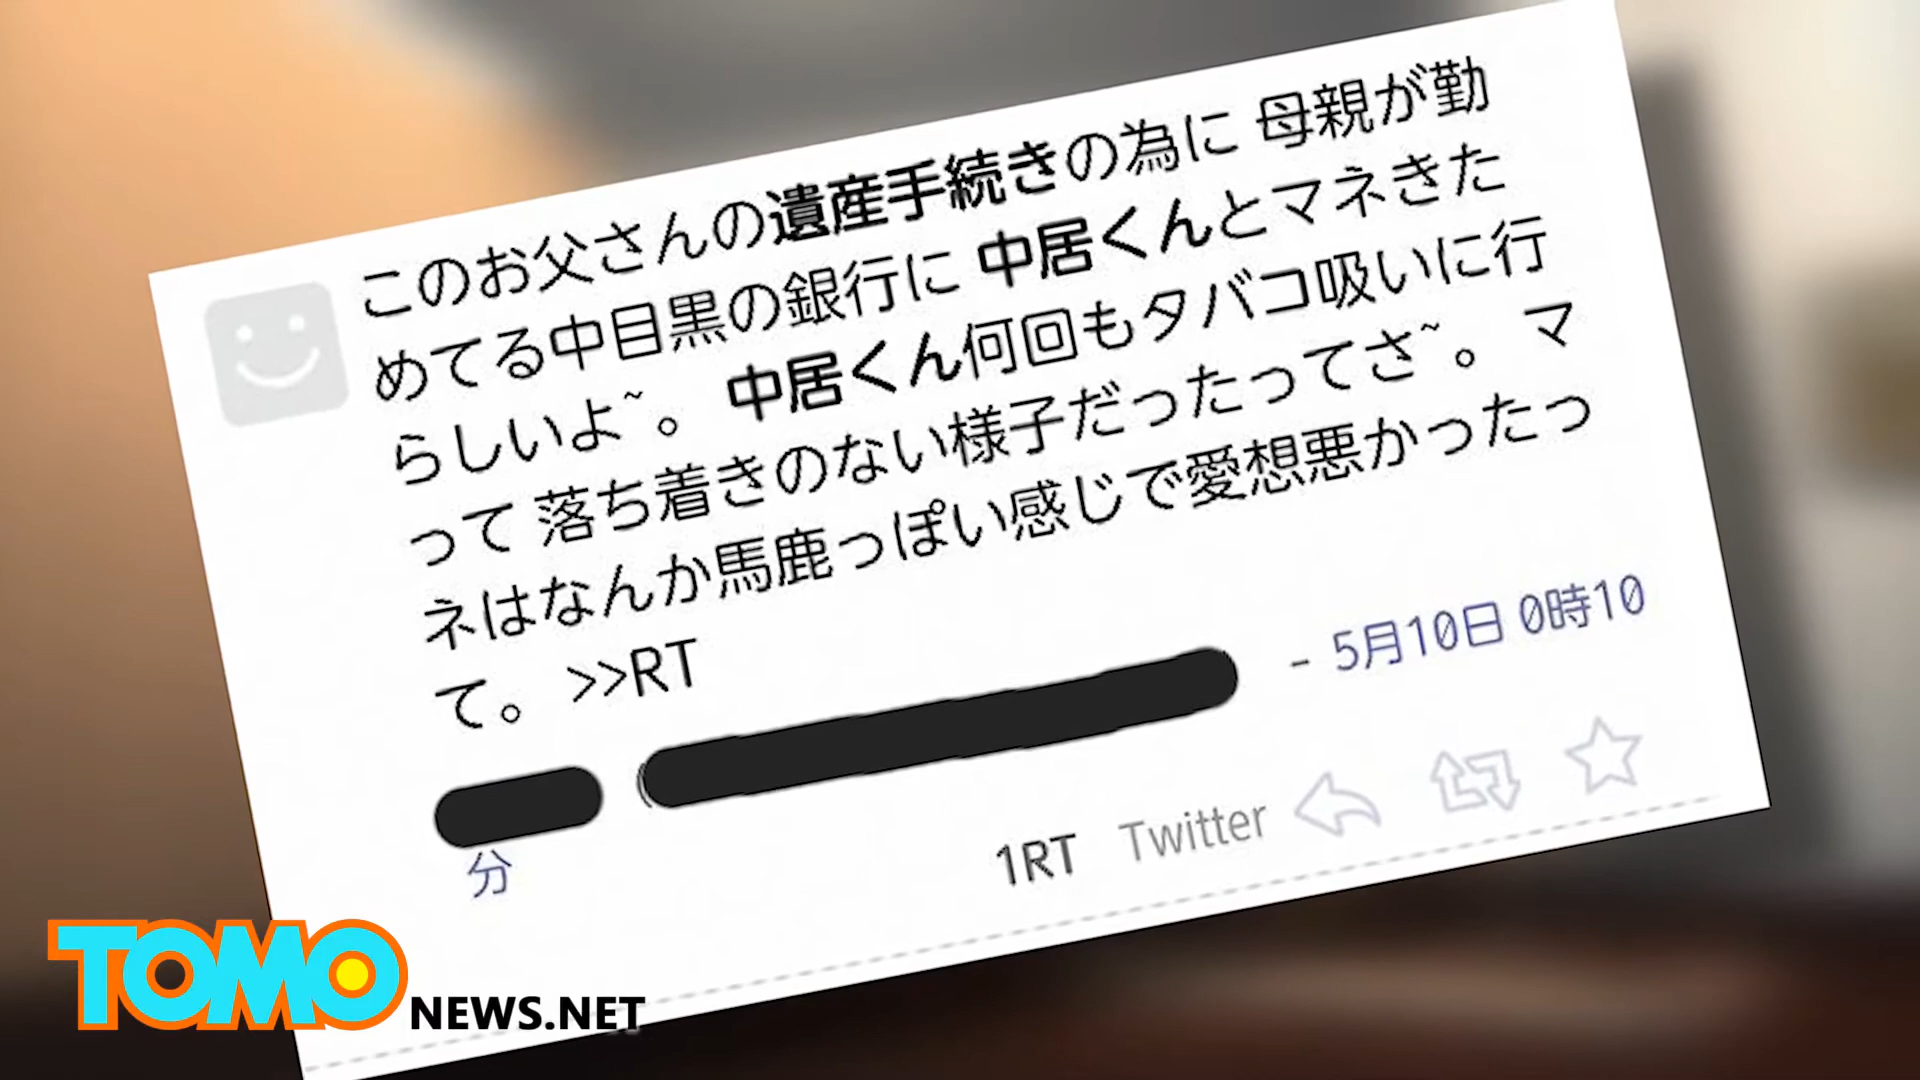 このお父さんの遺産手続きの為に 母親が勤
めてる中目黒の銀行に 中居くんとマネきた
らしいよ~。 中居くん何回もタバコ吸いに行
って 落ち着きのない様子だったってさ~。 マ
ネはなんか馬鹿っぽい感じで愛想悪かったっ
て。 >>RT
- 5月10日 0時10
分
1RT Twitter
TOMO NEWS.NET